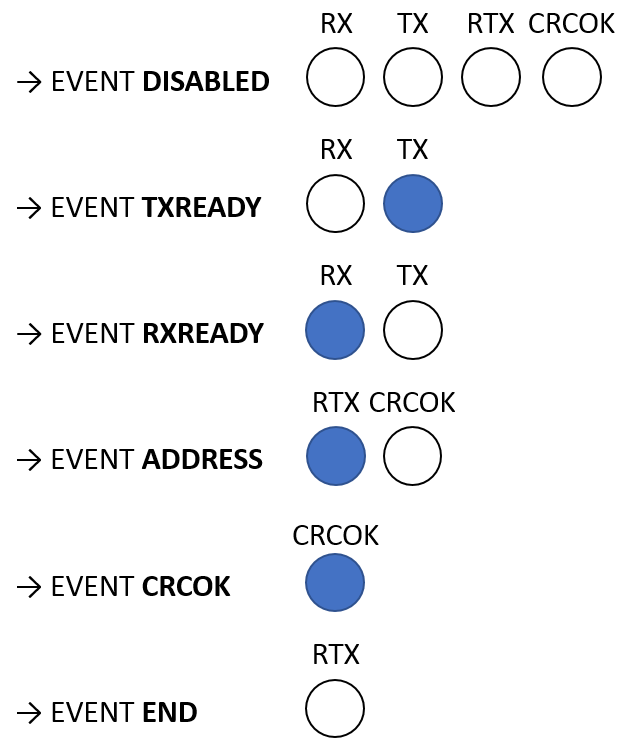 RX TX RTX CRCOK
→ EVENT DISABLED
RX TX
→ EVENT TXREADY
RX TX
→ EVENT RXREADY
RTX CRCOK
→ EVENT ADDRESS
CRCOK
→ EVENT CRCOK
RTX
→ EVENT END